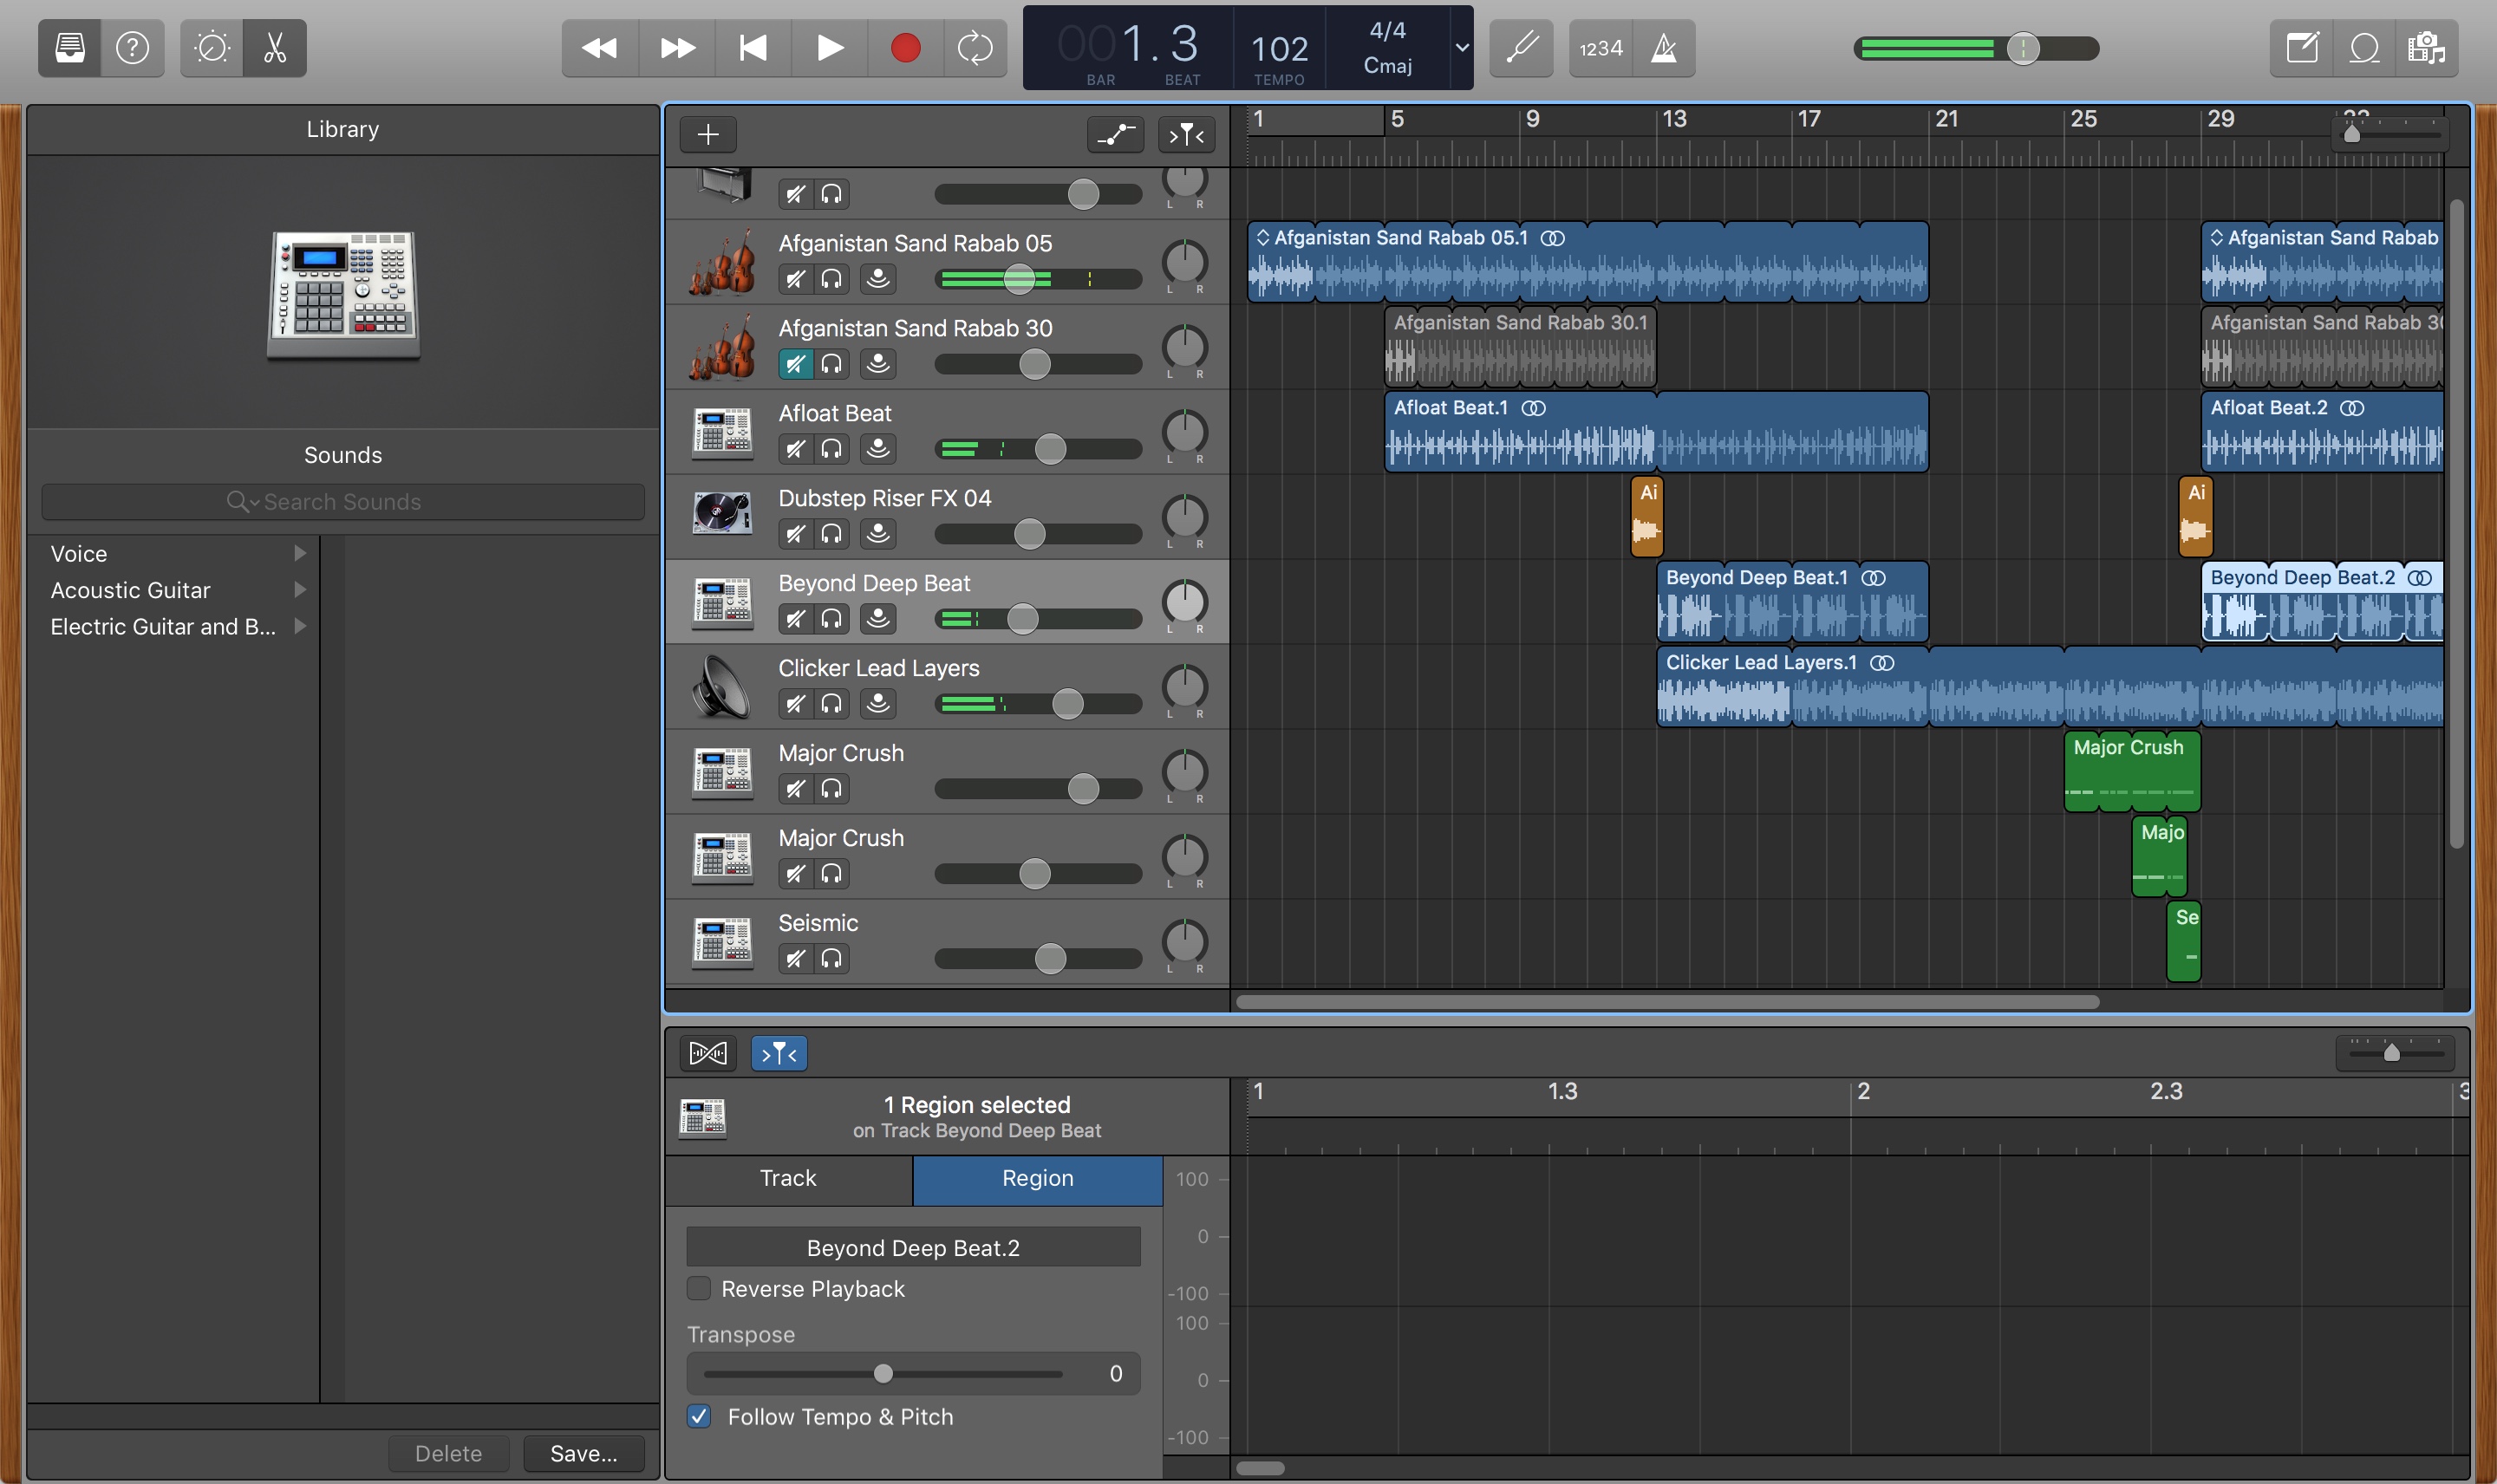 001. 3
BAR
BEAT
102
TEMPO
4/4
Cmaj
1234
Library
Sounds
Search Sounds
Voice
Acoustic Guitar
Electric Guitar and B...
Delete
Save...
1 5 9 13 17 21 25 29
L R
Afganistan Sand Rabab 05
L R
Afganistan Sand Rabab 05.1
Afganistan Sand Rabab
Afganistan Sand Rabab 30
L R
Afganistan Sand Rabab 30.1
Afganistan Sand Rabab 30
Afloat Beat
L R
Afloat Beat.1
Afloat Beat.2
Dubstep Riser FX 04
L R
Ai
Ai
Beyond Deep Beat
L R
Beyond Deep Beat.1
Beyond Deep Beat.2
Clicker Lead Layers
L R
Clicker Lead Layers.1
Major Crush
L R
Major Crush
Major Crush
L R
Majo
Seismic
L R
Se
1 Region selected
on Track Beyond Deep Beat
1 1.3 2 2.3 3
Track
Region
Beyond Deep Beat.2
Reverse Playback
Transpose
0
Follow Tempo & Pitch
100
0
-100
100
0
-100